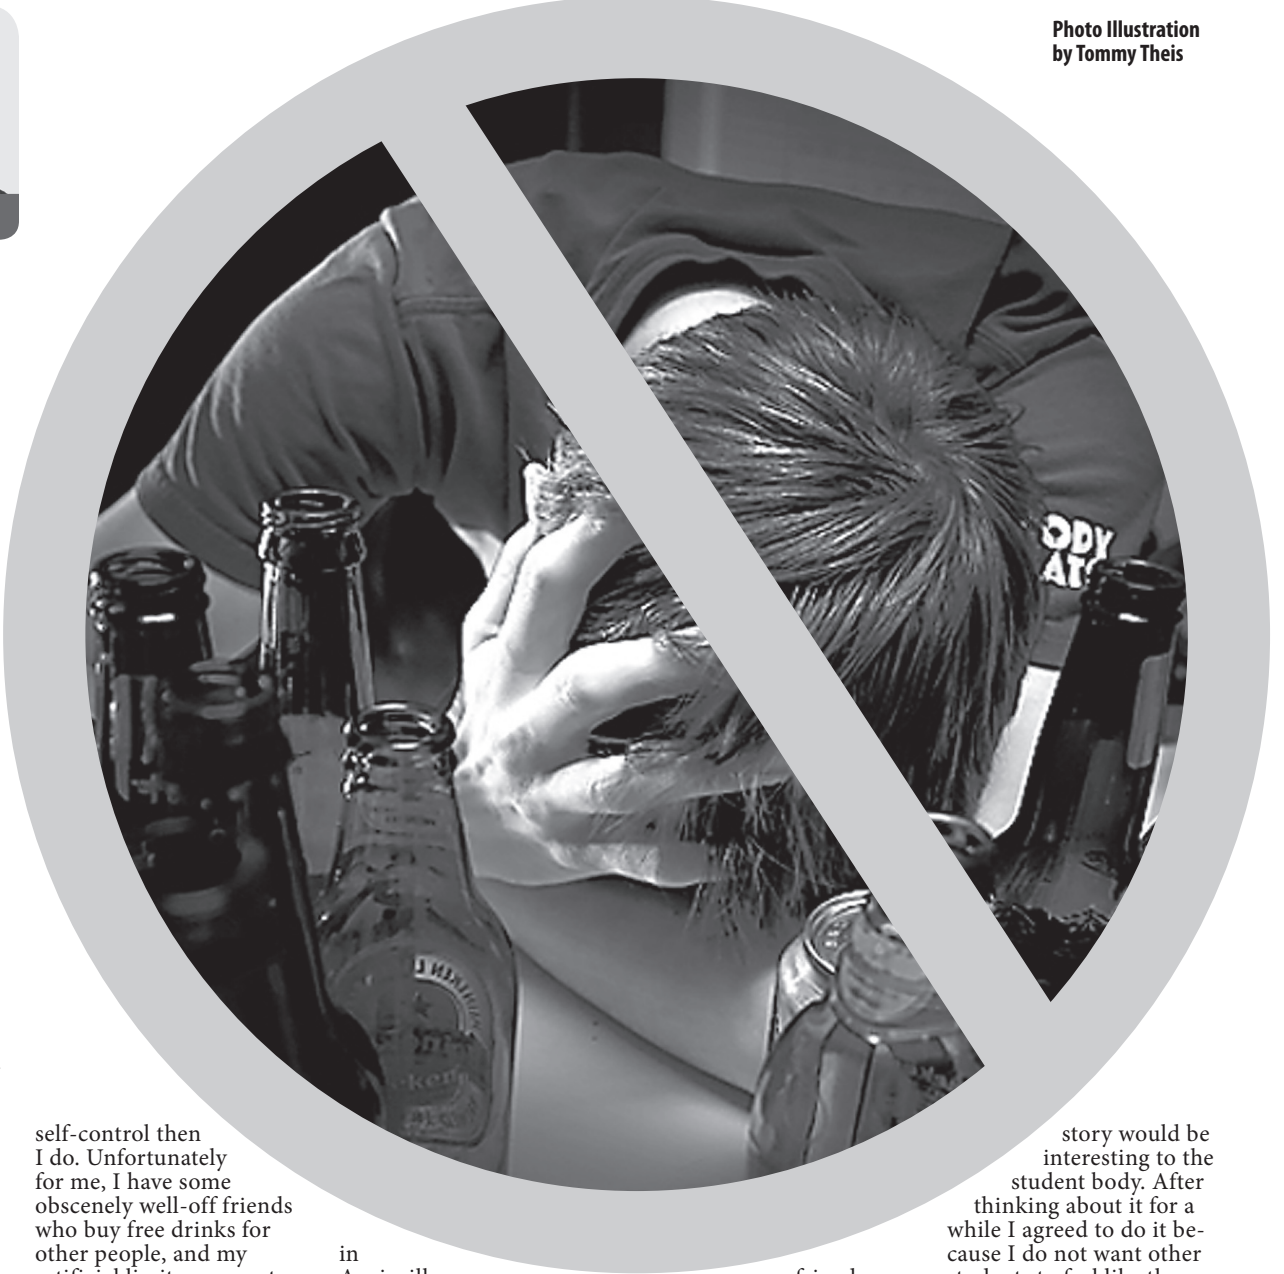 Photo Illustration
by Tommy Theis
ODY
self-control then
I do. Unfortunately
for me, I have some
obscenely well-off friends
who buy free drinks for
other people, and my
in
story would be
interesting to the
student body. After
thinking about it for a
while I agreed to do it be-
cause I do not want other